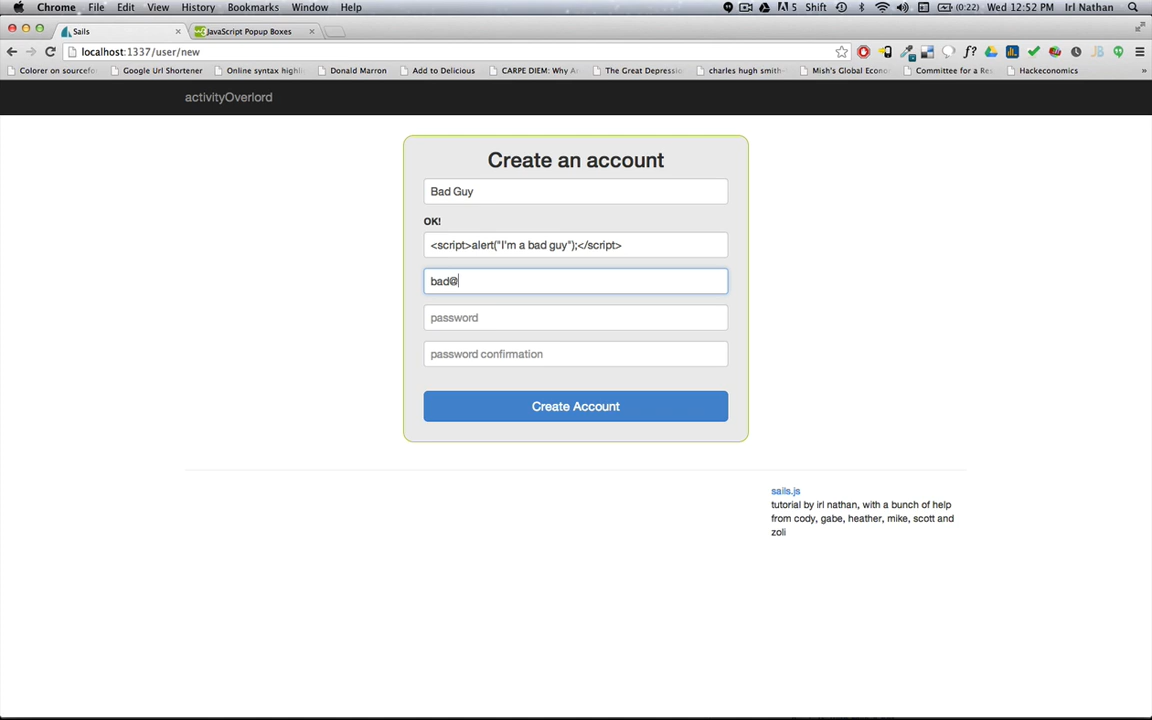 Chrome File Edit View History Bookmarks Window Help 5 Shift (0:22) Wed 12:52 PM Irl Nathan
Sails JavaScript Popup Boxes
localhost:1337/user/new
Colorer on sourcefo Google Url Shortener Online syntax highli Donald Marron Add to Delicious CARPE DIEM: Why A The Great Depressio charles hugh smith- Mish's Global Econo Committee for a Res Hackeconomics »
activityOverlord
Create an account
Bad Guy
OK!
<script>alert("I'm a bad guy");</script>
bad@
password
password confirmation
Create Account
sails.js
tutorial by irl nathan, with a bunch of help
from cody, gabe, heather, mike, scott and
zoli